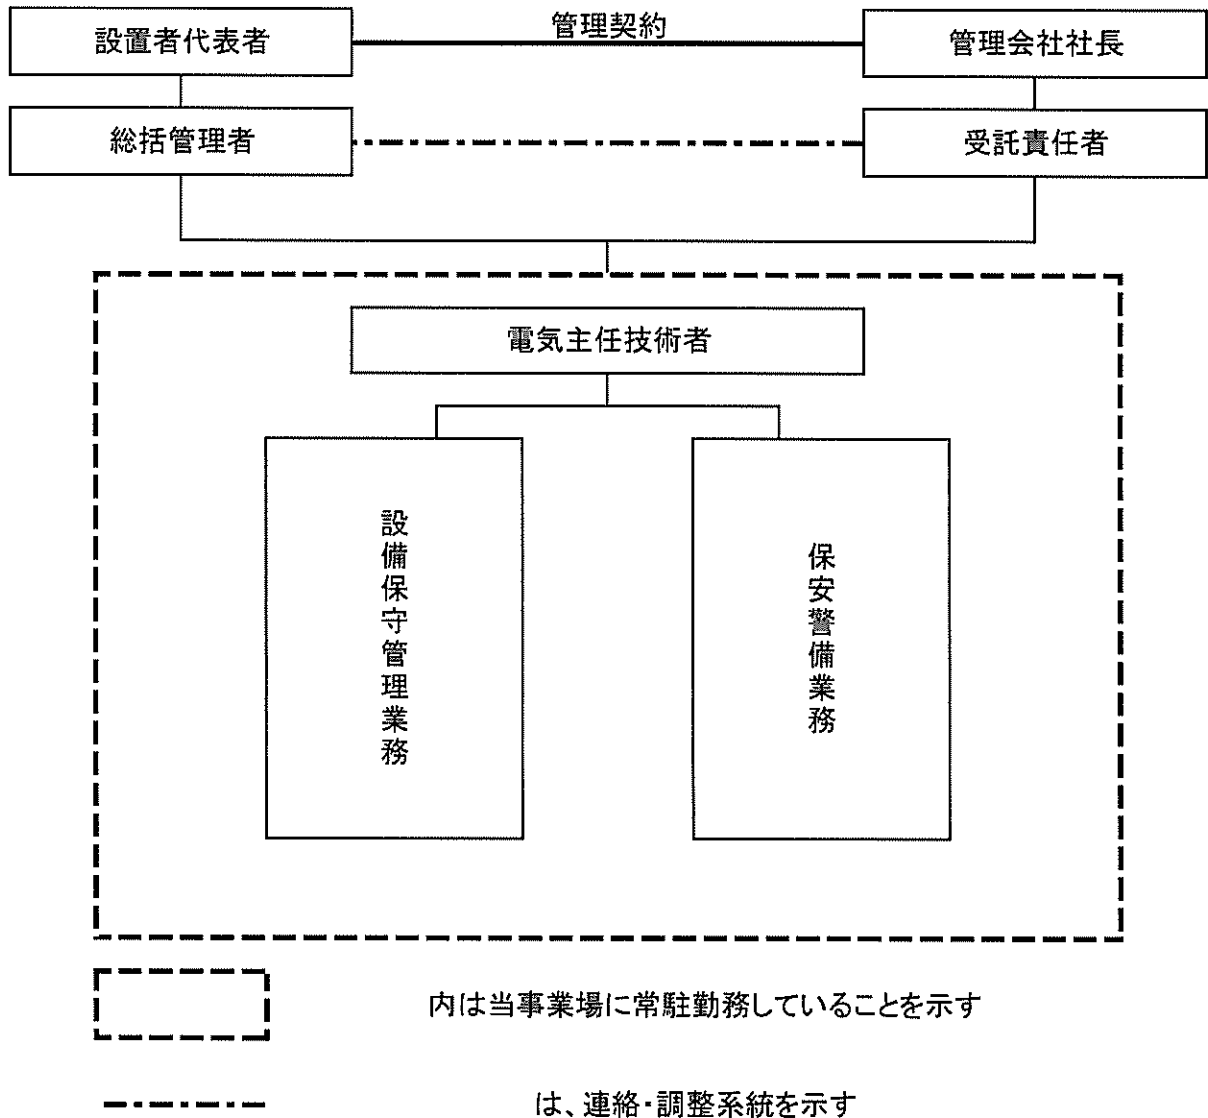 設置者代表者
管理契約
管理会社社長
総括管理者
受託責任者
電気主任技術者
設備保守管理業務
保安警備業務
内は当事業場に常駐勤務していることを示す
は、連絡・調整系統を示す